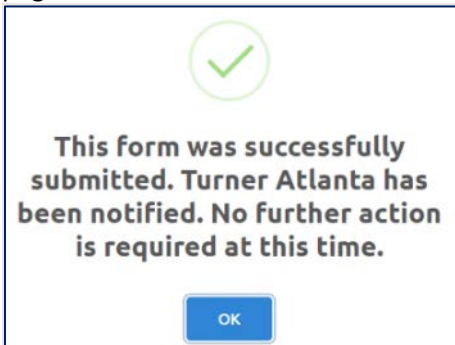 This form was successfully
submitted. Turner Atlanta has
been notified. No further action
is required at this time.
OK